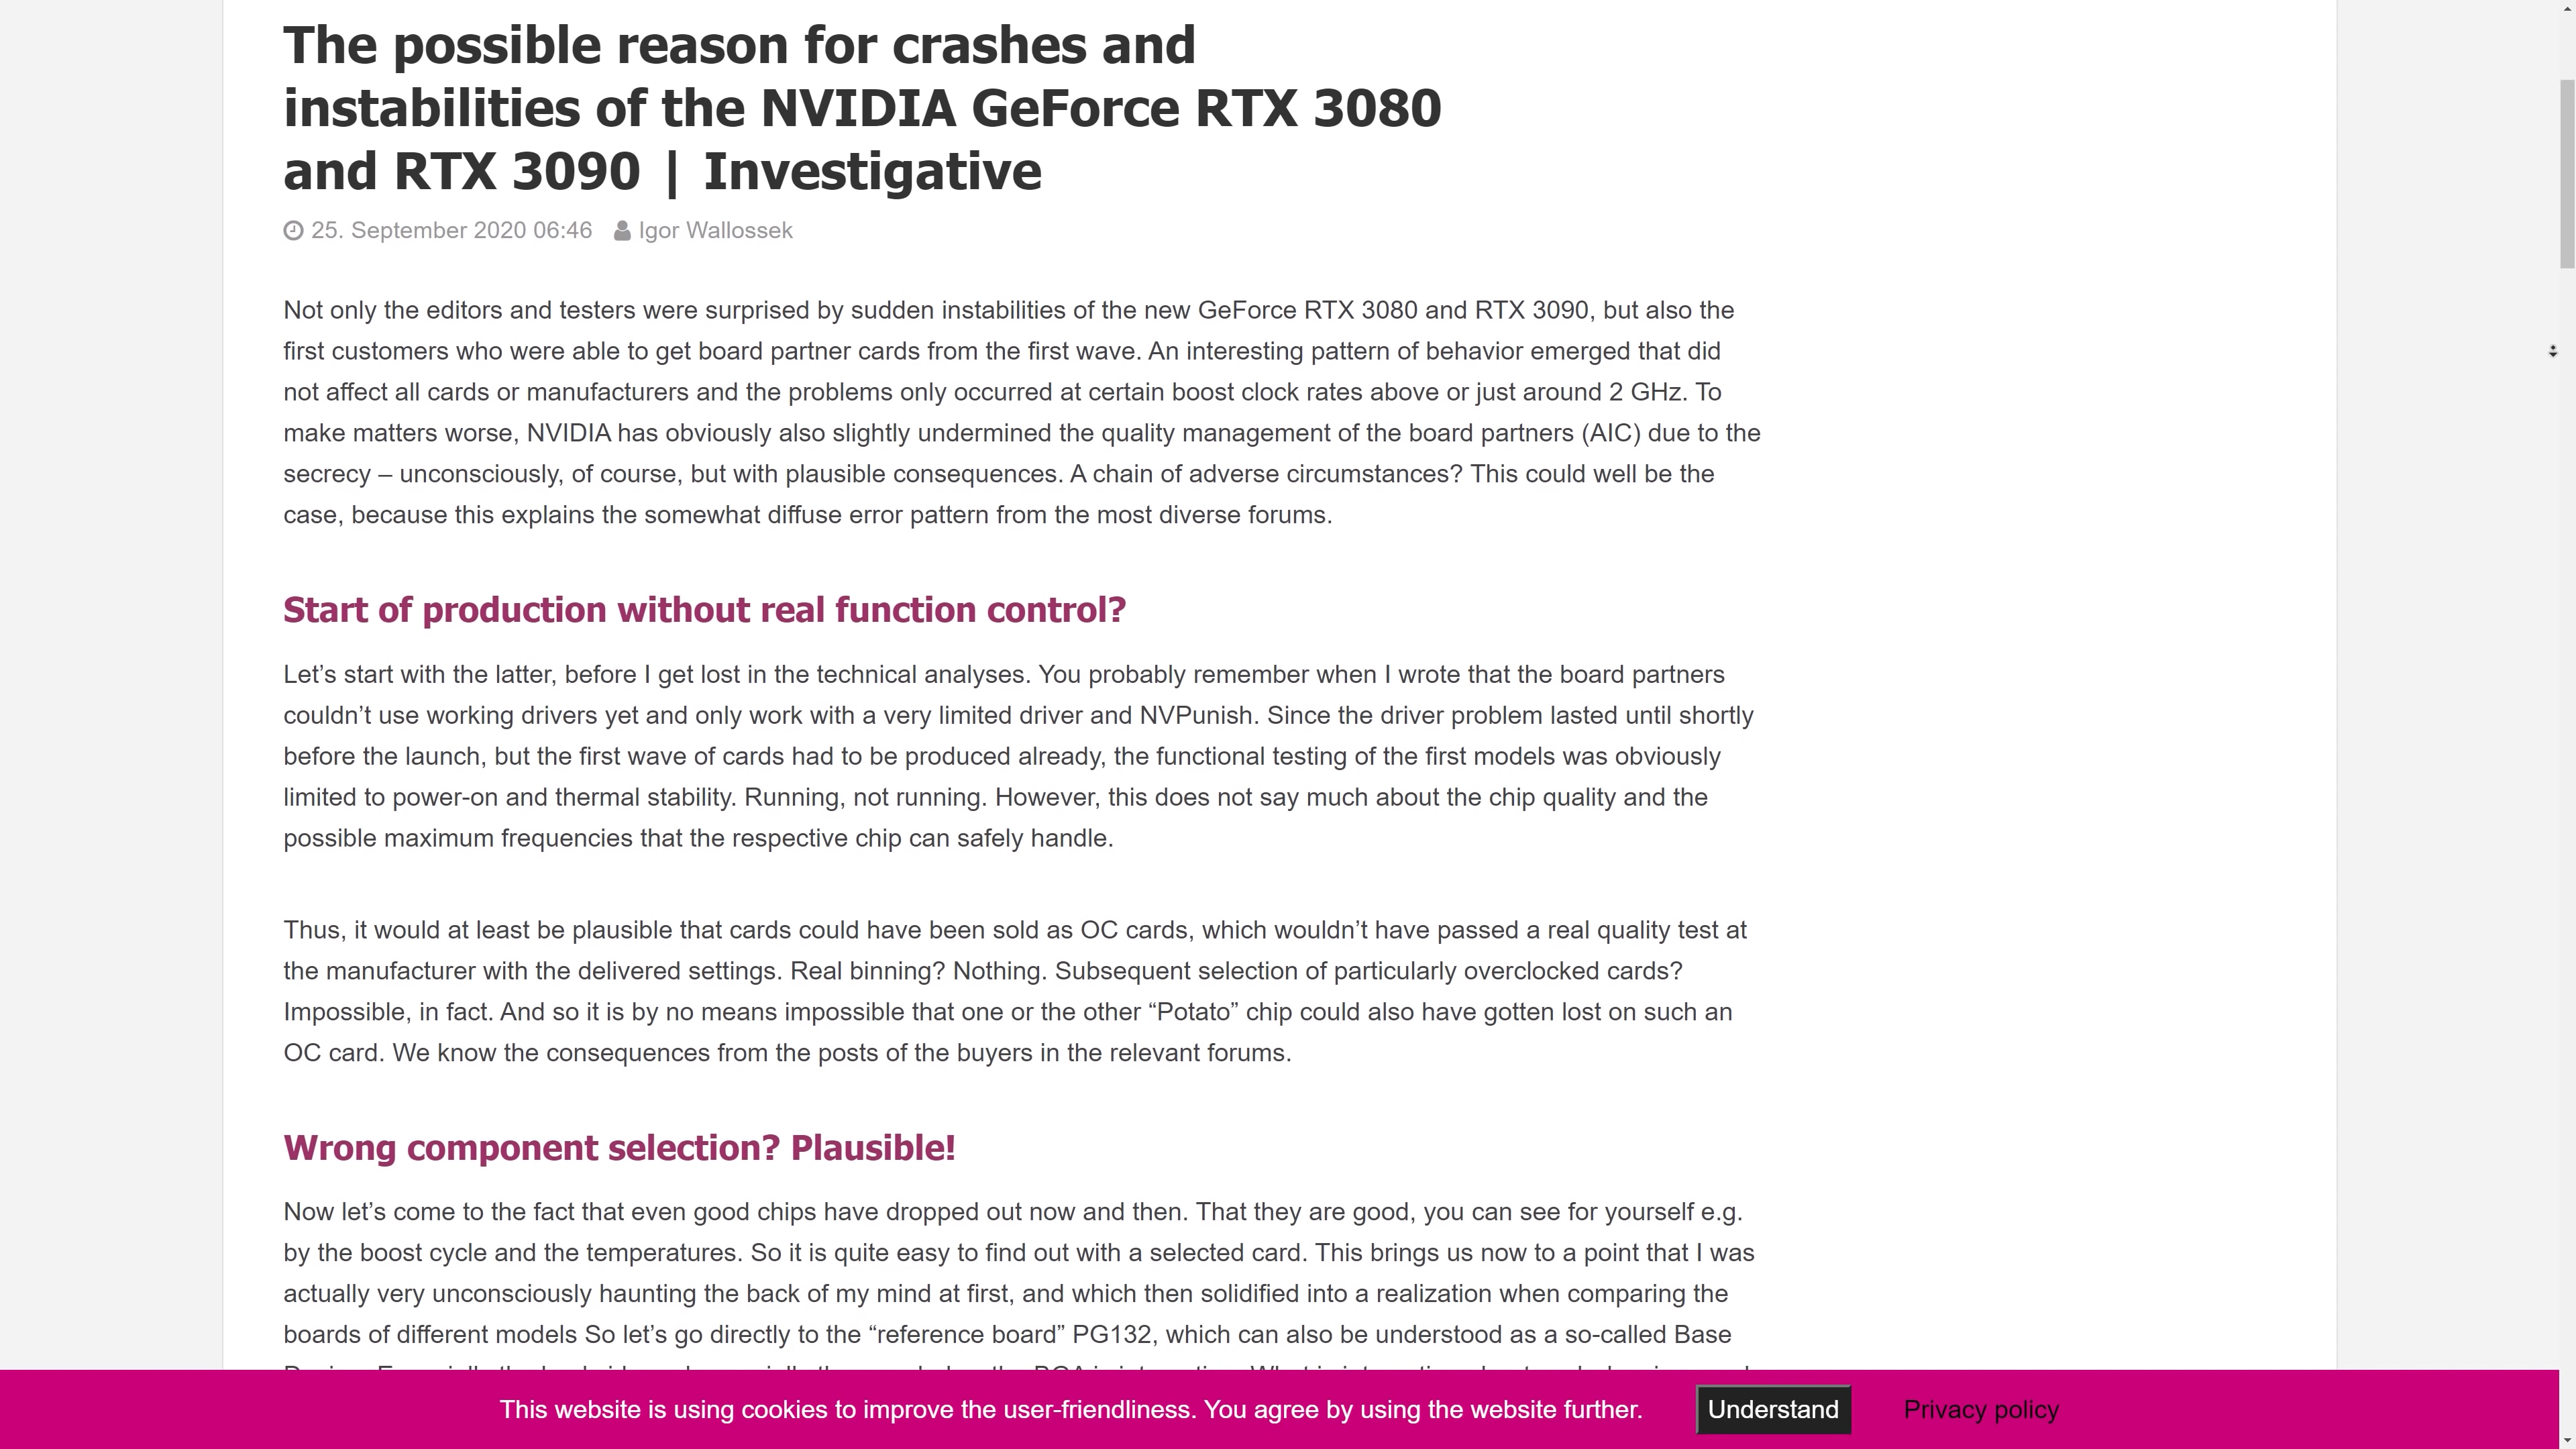 The possible reason for crashes and
instabilities of the NVIDIA GeForce RTX 3080
and RTX 3090 | Investigative
25. September 2020 06:46 Igor Wallossek
Not only the editors and testers were surprised by sudden instabilities of the new GeForce RTX 3080 and RTX 3090, but also the
first customers who were able to get board partner cards from the first wave. An interesting pattern of behavior emerged that did
not affect all cards or manufacturers and the problems only occurred at certain boost clock rates above or just around 2 GHz. To
make matters worse, NVIDIA has obviously also slightly undermined the quality management of the board partners (AIC) due to the
secrecy – unconsciously, of course, but with plausible consequences. A chain of adverse circumstances? This could well be the
case, because this explains the somewhat diffuse error pattern from the most diverse forums.
Start of production without real function control?
Let’s start with the latter, before I get lost in the technical analyses. You probably remember when I wrote that the board partners
couldn’t use working drivers yet and only work with a very limited driver and NVPunish. Since the driver problem lasted until shortly
before the launch, but the first wave of cards had to be produced already, the functional testing of the first models was obviously
limited to power-on and thermal stability. Running, not running. However, this does not say much about the chip quality and the
possible maximum frequencies that the respective chip can safely handle.
Thus, it would at least be plausible that cards could have been sold as OC cards, which wouldn’t have passed a real quality test at
the manufacturer with the delivered settings. Real binning? Nothing. Subsequent selection of particularly overclocked cards?
Impossible, in fact. And so it is by no means impossible that one or the other “Potato” chip could also have gotten lost on such an
OC card. We know the consequences from the posts of the buyers in the relevant forums.
Wrong component selection? Plausible!
Now let’s come to the fact that even good chips have dropped out now and then. That they are good, you can see for yourself e.g.
by the boost cycle and the temperatures. So it is quite easy to find out with a selected card. This brings us now to a point that I was
actually very unconsciously haunting the back of my mind at first, and which then solidified into a realization when comparing the
boards of different models So let’s go directly to the “reference board” PG132, which can also be understood as a so-called Base
This website is using cookies to improve the user-friendliness. You agree by using the website further. Understand Privacy policy